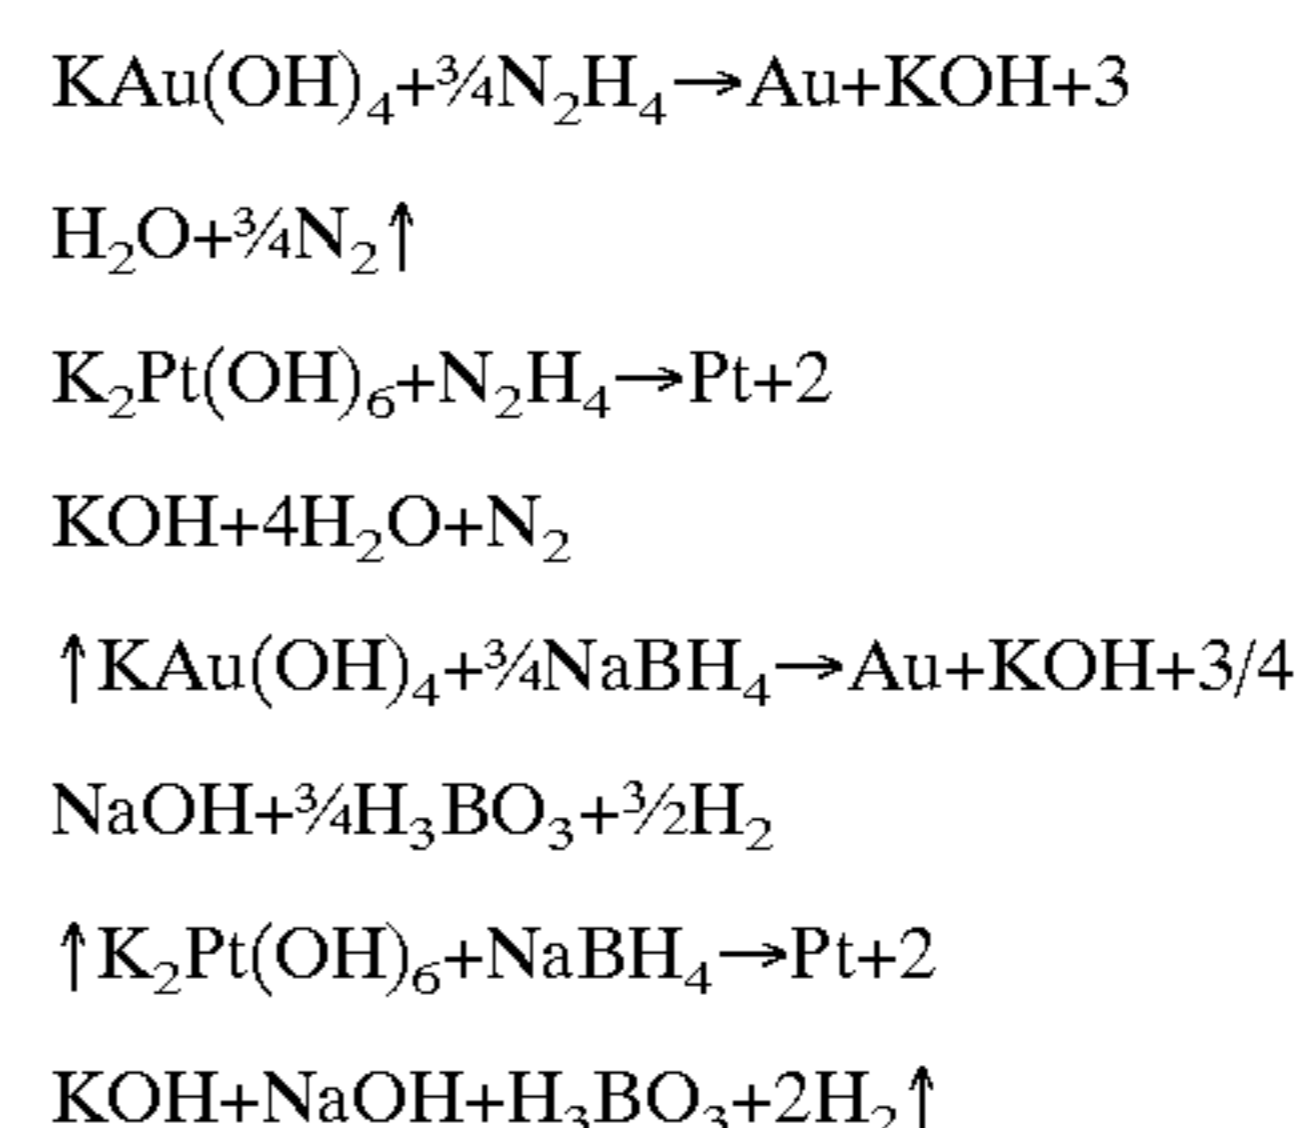 KAu(OH)₄+¾N₂H₄→Au+KOH+3
H₂O+¾N₂↑
K₂Pt(OH)₆+N₂H₄→Pt+2
KOH+4H₂O+N₂
↑KAu(OH)₄+¾NaBH₄→Au+KOH+3/4
NaOH+¾H₃BO₃+³⁄₂H₂
↑K₂Pt(OH)₆+NaBH₄→Pt+2
KOH+NaOH+H₃BO₃+2H₂↑